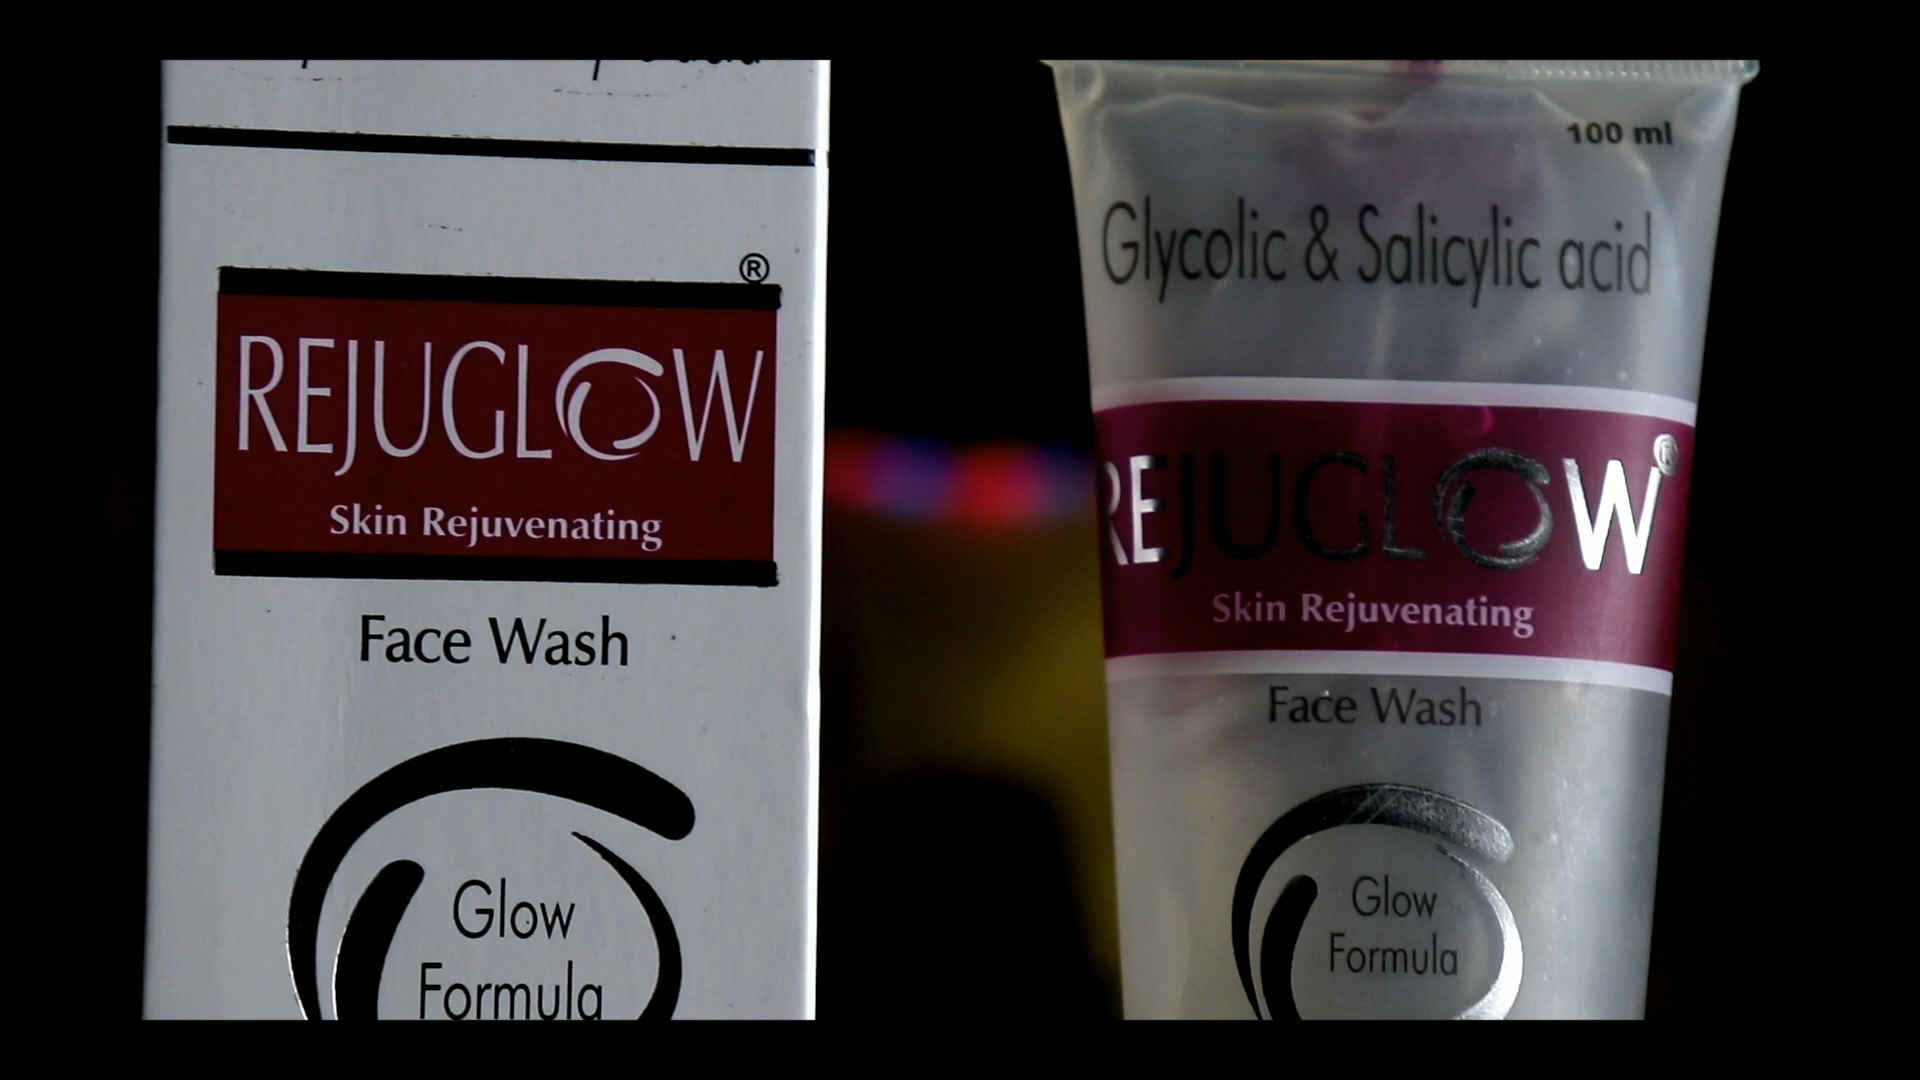 acid
®
REJUGLOW
Skin Rejuvenating
Face Wash
Glow
Formula
100 ml
Glycolic & Salicylic acid
REJUGLOW®
Skin Rejuvenating
Face Wash
Glow
Formula